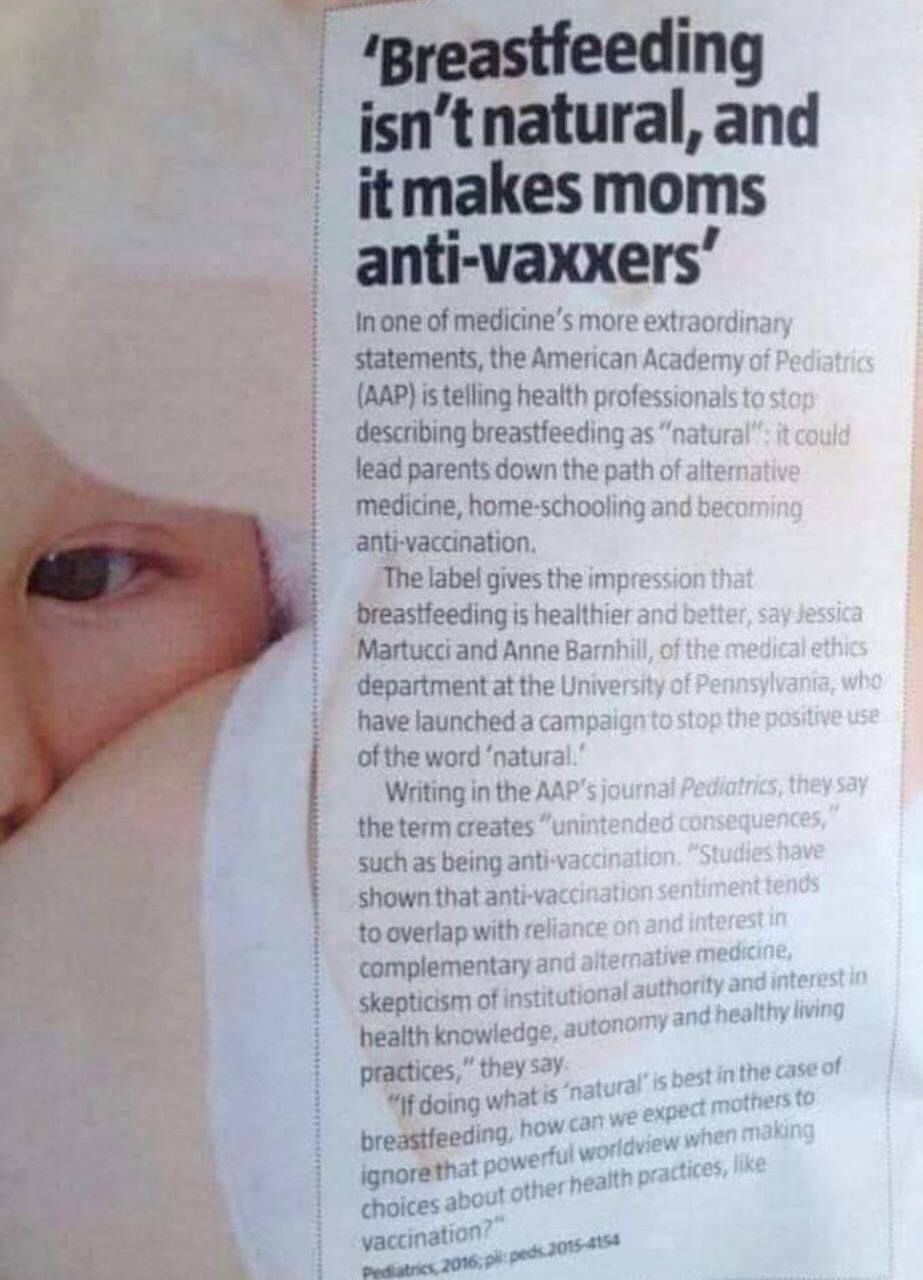 'Breastfeeding
isn't natural, and
it makes moms
anti-vaxxers'
In one of medicine's more extraordinary
statements, the American Academy of Pediatrics
(AAP) is telling health professionals to stop
describing breastfeeding as "natural": it could
lead parents down the path of alternative
medicine, home-schooling and becoming
anti-vaccination.
The label gives the impression that
breastfeeding is healthier and better, say Jessica
Martucci and Anne Barnhill, of the medical ethics
department at the University of Pennsylvania, who
have launched a campaign to stop the positive use
of the word 'natural.'
Writing in the AAP's journal Pediatrics, they say
the term creates "unintended consequences,"
such as being anti-vaccination. "Studies have
shown that anti-vaccination sentiment tends
to overlap with reliance on and interest in
complementary and alternative medicine,
skepticism of institutional authority and interest in
health knowledge, autonomy and healthy living
practices," they say.
"If doing what is 'natural' is best in the case of
breastfeeding, how can we expect mothers to
ignore that powerful worldview when making
choices about other health practices, like
vaccination?"
Pediatrics, 2016; pii: peds.2015-4154